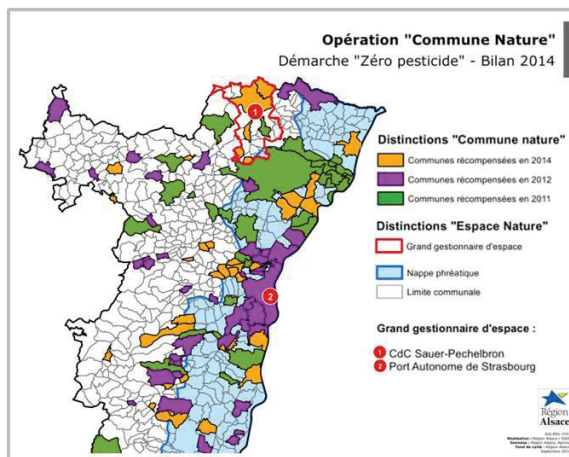 Opération "Commune Nature"
Démarche "Zéro pesticide" - Bilan 2014
Distinctions "Commune nature"
Communes récompensées en 2014
Communes récompensées en 2012
Communes récompensées en 2011
Distinctions "Espace Nature"
Grand gestionnaire d'espace
Nappe phréatique
Limite communale
Grand gestionnaire d'espace :
1 CdC Sauer-Pechelbron
2 Port Autonome de Strasbourg
1
2
Région
Alsace